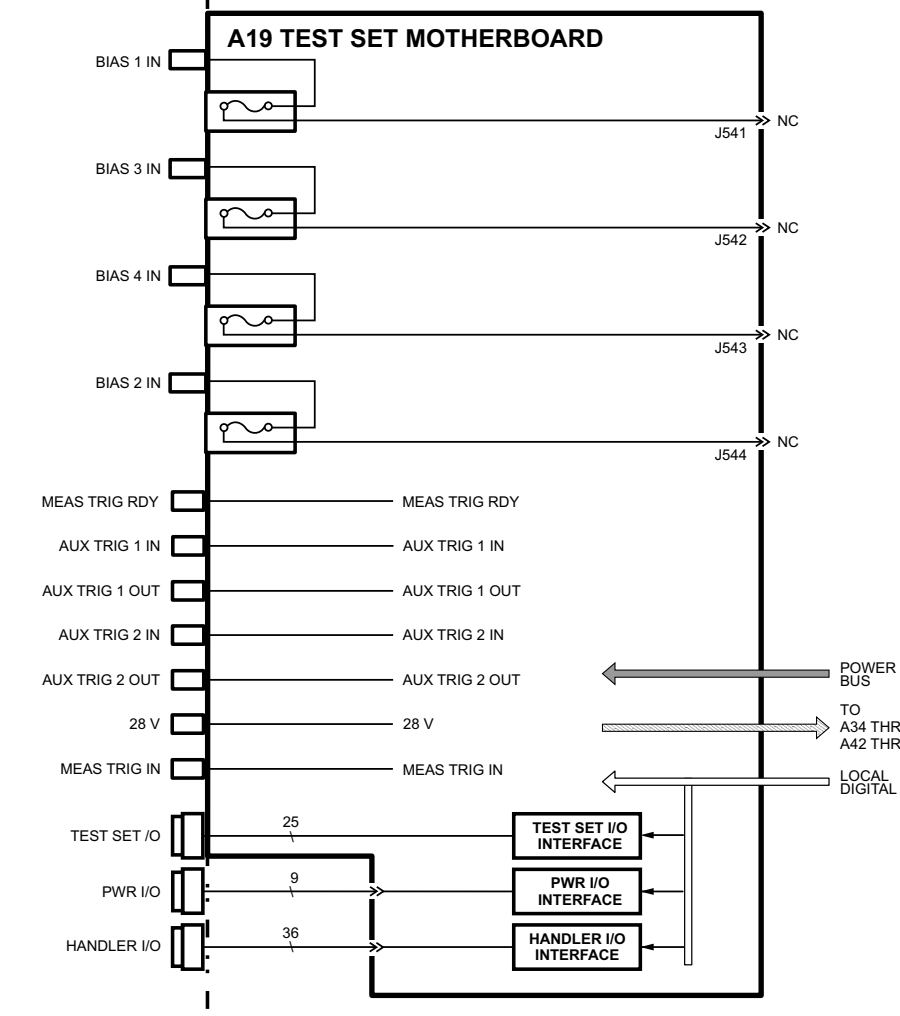 A19 TEST SET MOTHERBOARD
BIAS 1 IN
J541
NC
BIAS 3 IN
J542
NC
BIAS 4 IN
J543
NC
BIAS 2 IN
J544
NC
MEAS TRIG RDY
MEAS TRIG RDY
AUX TRIG 1 IN
AUX TRIG 1 IN
AUX TRIG 1 OUT
AUX TRIG 1 OUT
AUX TRIG 2 IN
AUX TRIG 2 IN
AUX TRIG 2 OUT
AUX TRIG 2 OUT
POWER
BUS
28 V
28 V
TO
A34 THR
A42 THR
MEAS TRIG IN
MEAS TRIG IN
LOCAL
DIGITAL
TEST SET /O
25
TEST SET I/O
INTERFACE
PWR I/O
9
PWR I/O
INTERFACE
HANDLER I/O
36
HANDLER I/O
INTERFACE